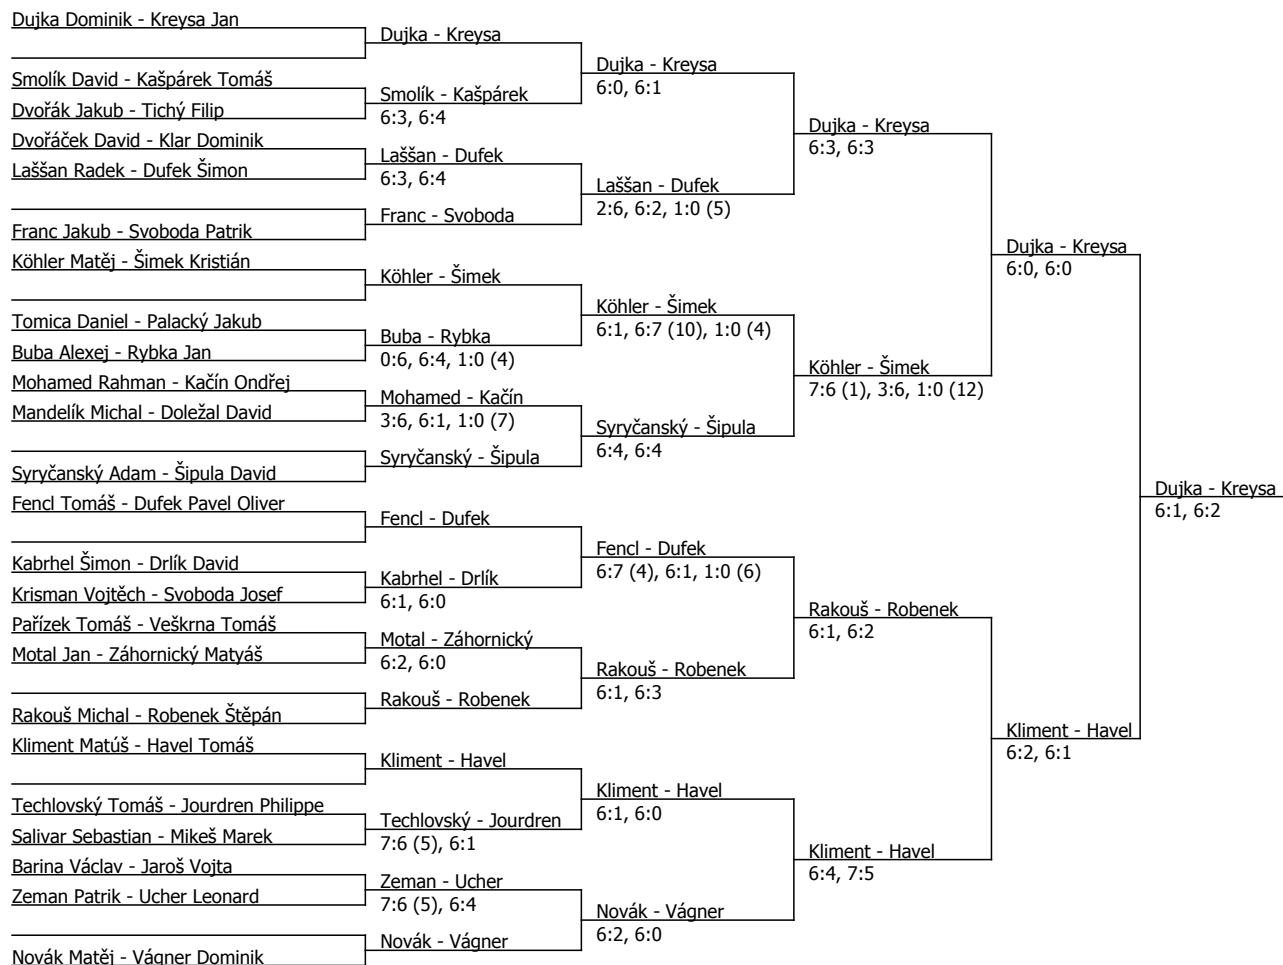 Dujka Dominik - Kreysa Jan
Smolík David - Kašpárek Tomáš
Dvořák Jakub - Tichý Filip
Dvořáček David - Klar Dominik
Laššan Radek - Dufek Šimon
Franc Jakub - Svoboda Patrik
Köhler Matěj - Šimek Kristián
Tomica Daniel - Palacký Jakub
Buba Alexej - Rybka Jan
Mohamed Rahman - Kačín Ondřej
Mandelík Michal - Doležal David
Syryčanský Adam - Šipula David
Fencl Tomáš - Dufek Pavel Oliver
Kabrhel Šimon - Drlík David
Krisman Vojtěch - Svoboda Josef
Pařízek Tomáš - Veškrna Tomáš
Motal Jan - Záhornický Matyáš
Rakouš Michal - Robenek Štěpán
Kliment Matúš - Havel Tomáš
Techlovský Tomáš - Jourdren Philippe
Salivar Sebastian - Mikeš Marek
Barina Václav - Jaroš Vojta
Zeman Patrik - Ucher Leonard
Novák Matěj - Vágner Dominik
Dujka - Kreysa
Smolík - Kašpárek
6:3, 6:4
Laššan - Dufek
6:3, 6:4
Franc - Svoboda
Köhler - Šimek
Buba - Rybka
0:6, 6:4, 1:0 (4)
Mohamed - Kačín
3:6, 6:1, 1:0 (7)
Syryčanský - Šipula
Fencl - Dufek
Kabrhel - Drlík
6:1, 6:0
Motal - Záhornický
6:2, 6:0
Rakouš - Robenek
Kliment - Havel
Techlovský - Jourdren
7:6 (5), 6:1
Zeman - Ucher
7:6 (5), 6:4
Novák - Vágner
Dujka - Kreysa
6:0, 6:1
Laššan - Dufek
2:6, 6:2, 1:0 (5)
Köhler - Šimek
6:1, 6:7 (10), 1:0 (4)
Syryčanský - Šipula
6:4, 6:4
Fencl - Dufek
6:7 (4), 6:1, 1:0 (6)
Rakouš - Robenek
6:1, 6:3
Kliment - Havel
6:1, 6:0
Novák - Vágner
6:2, 6:0
Dujka - Kreysa
6:3, 6:3
Köhler - Šimek
7:6 (1), 3:6, 1:0 (12)
Rakouš - Robenek
6:1, 6:2
Kliment - Havel
6:4, 7:5
Dujka - Kreysa
6:0, 6:0
Kliment - Havel
6:2, 6:1
Dujka - Kreysa
6:1, 6:2